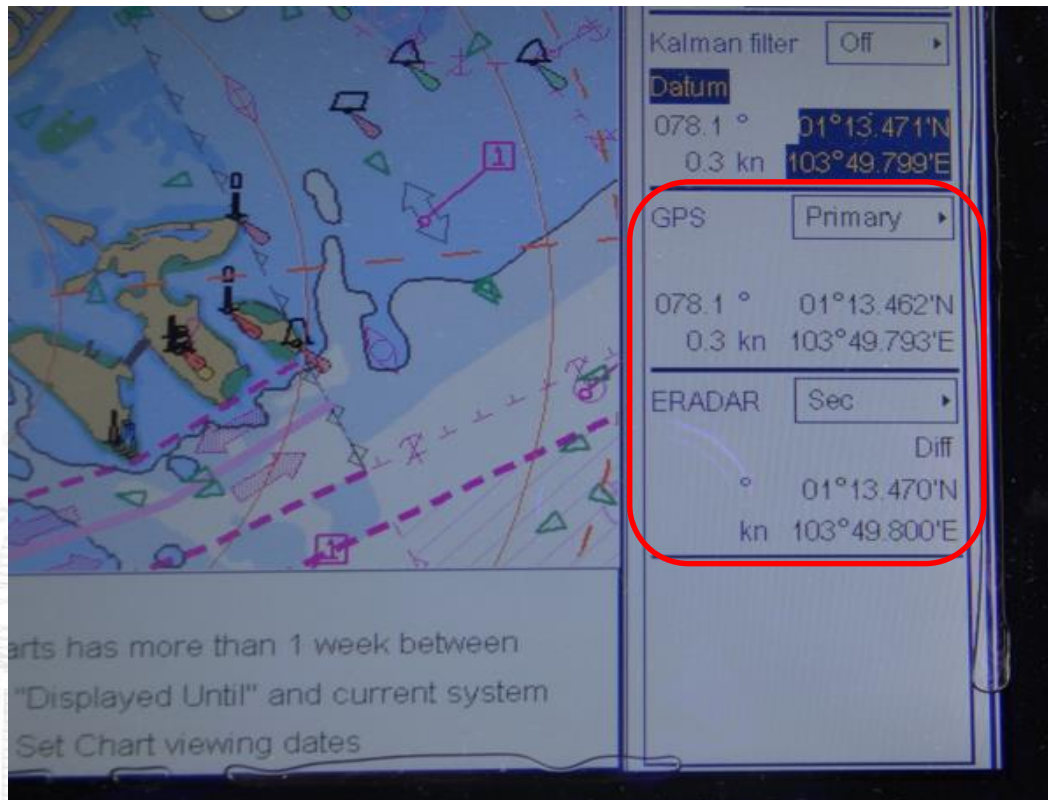 1
1
arts has more than 1 week between
"Displayed Until" and current system
Set Chart viewing dates
Kalman filter Off
Datum
078.1 ° 01°13.471'N
0.3 kn 103°49.799'E
GPS Primary
078.1 ° 01°13.462'N
0.3 kn 103°49.793'E
ERADAR Sec
Diff
° 01°13.470'N
kn 103°49.800'E